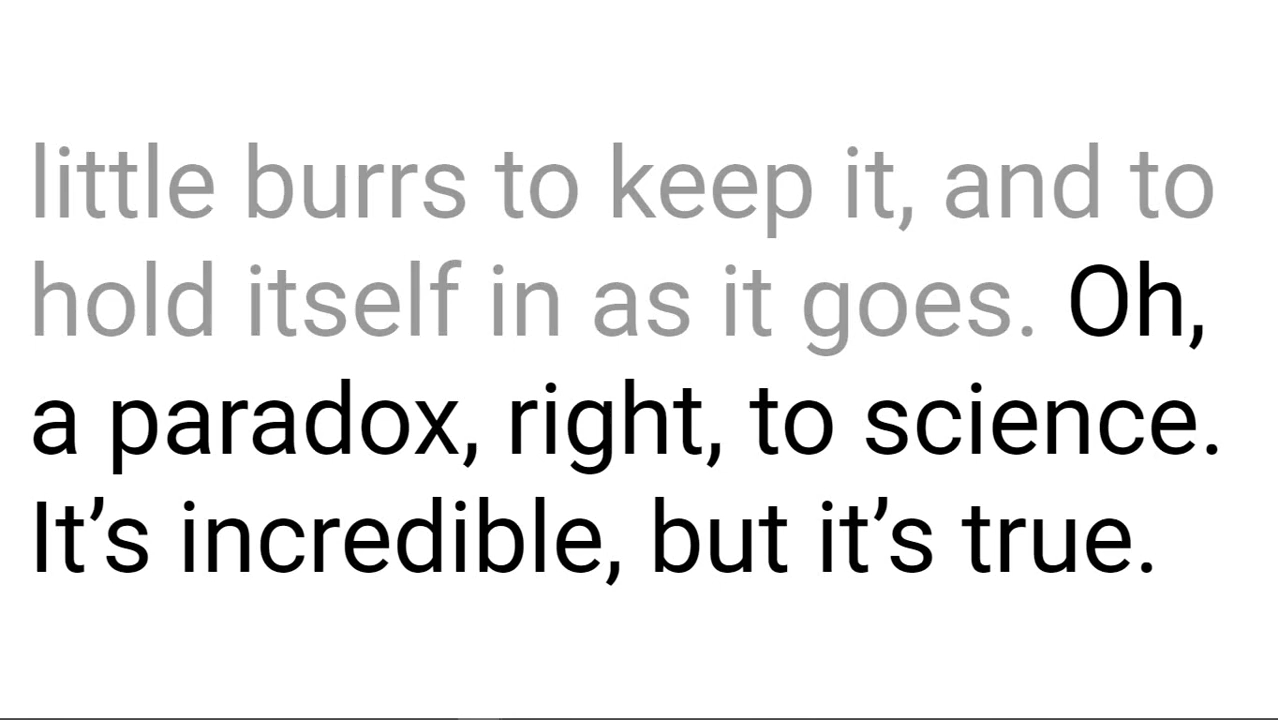 little burrs to keep it, and to
hold itself in as it goes. Oh,
a paradox, right, to science.
It’s incredible, but it’s true.